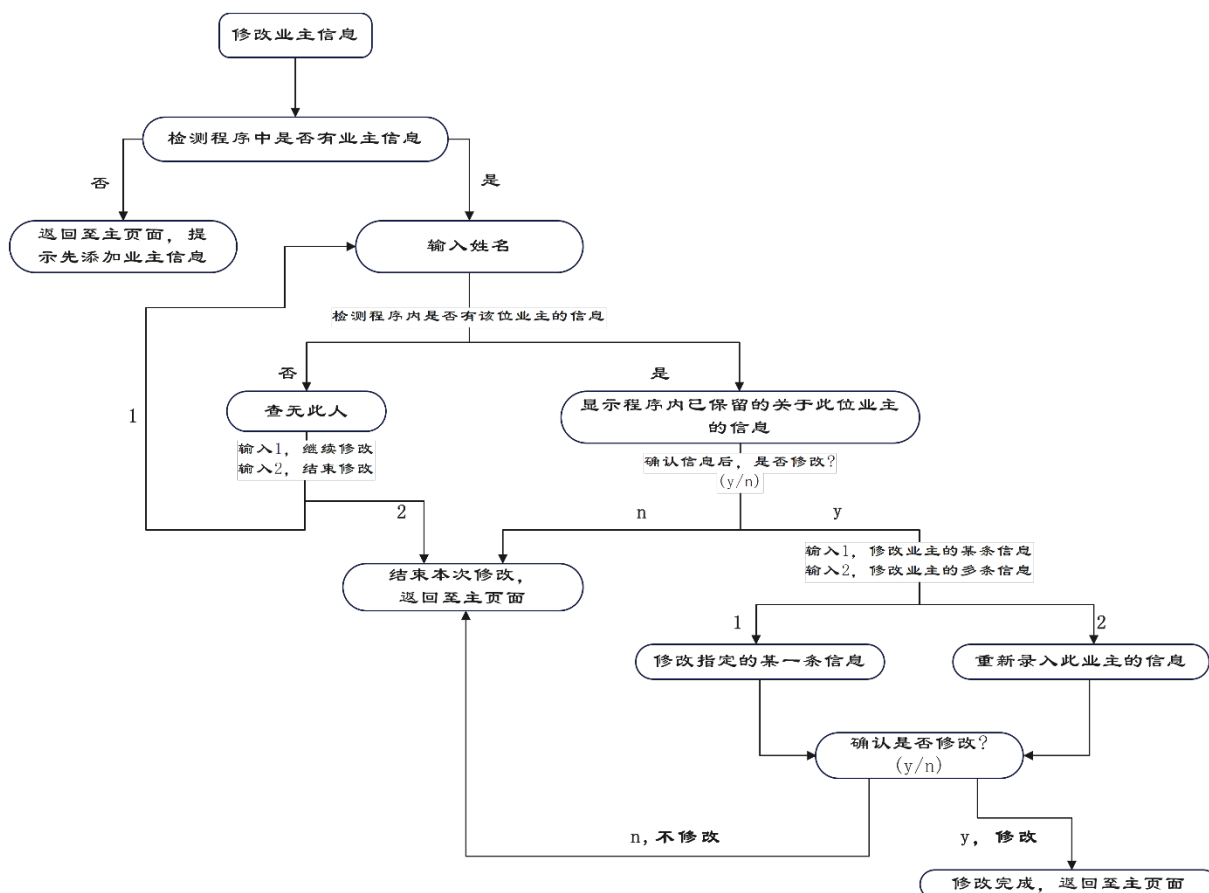 修改业主信息
检测程序中是否有业主信息
否
是
返回至主页面，提
示先添加业主信息
输入姓名
检测程序内是否有该位业主的信息
否
是
1
查无此人
显示程序内已保留的关于此位业主
的信息
输入1，继续修改
输入2，结束修改
确认信息后，是否修改？
(y/n)
2
n
y
输入1，修改业主的某条信息
输入2，修改业主的多条信息
结束本次修改，
返回至主页面
1
2
修改指定的某一条信息
重新录入此业主的信息
确认是否修改？
(y/n)
n,不修改
y，修改
修改完成，返回至主页面